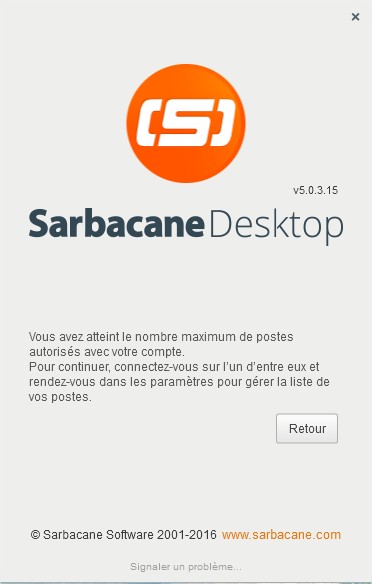 (S)
v5.0.3.15
Sarbacane Desktop
Vous avez atteint le nombre maximum de postes
autorisés avec votre compte.
Pour continuer, connectez-vous sur l'un d'entre eux et
rendez-vous dans les paramètres pour gérer la liste de
vos postes.
Retour
© Sarbacane Software 2001-2016 www.sarbacane.com
Signaler un problème...